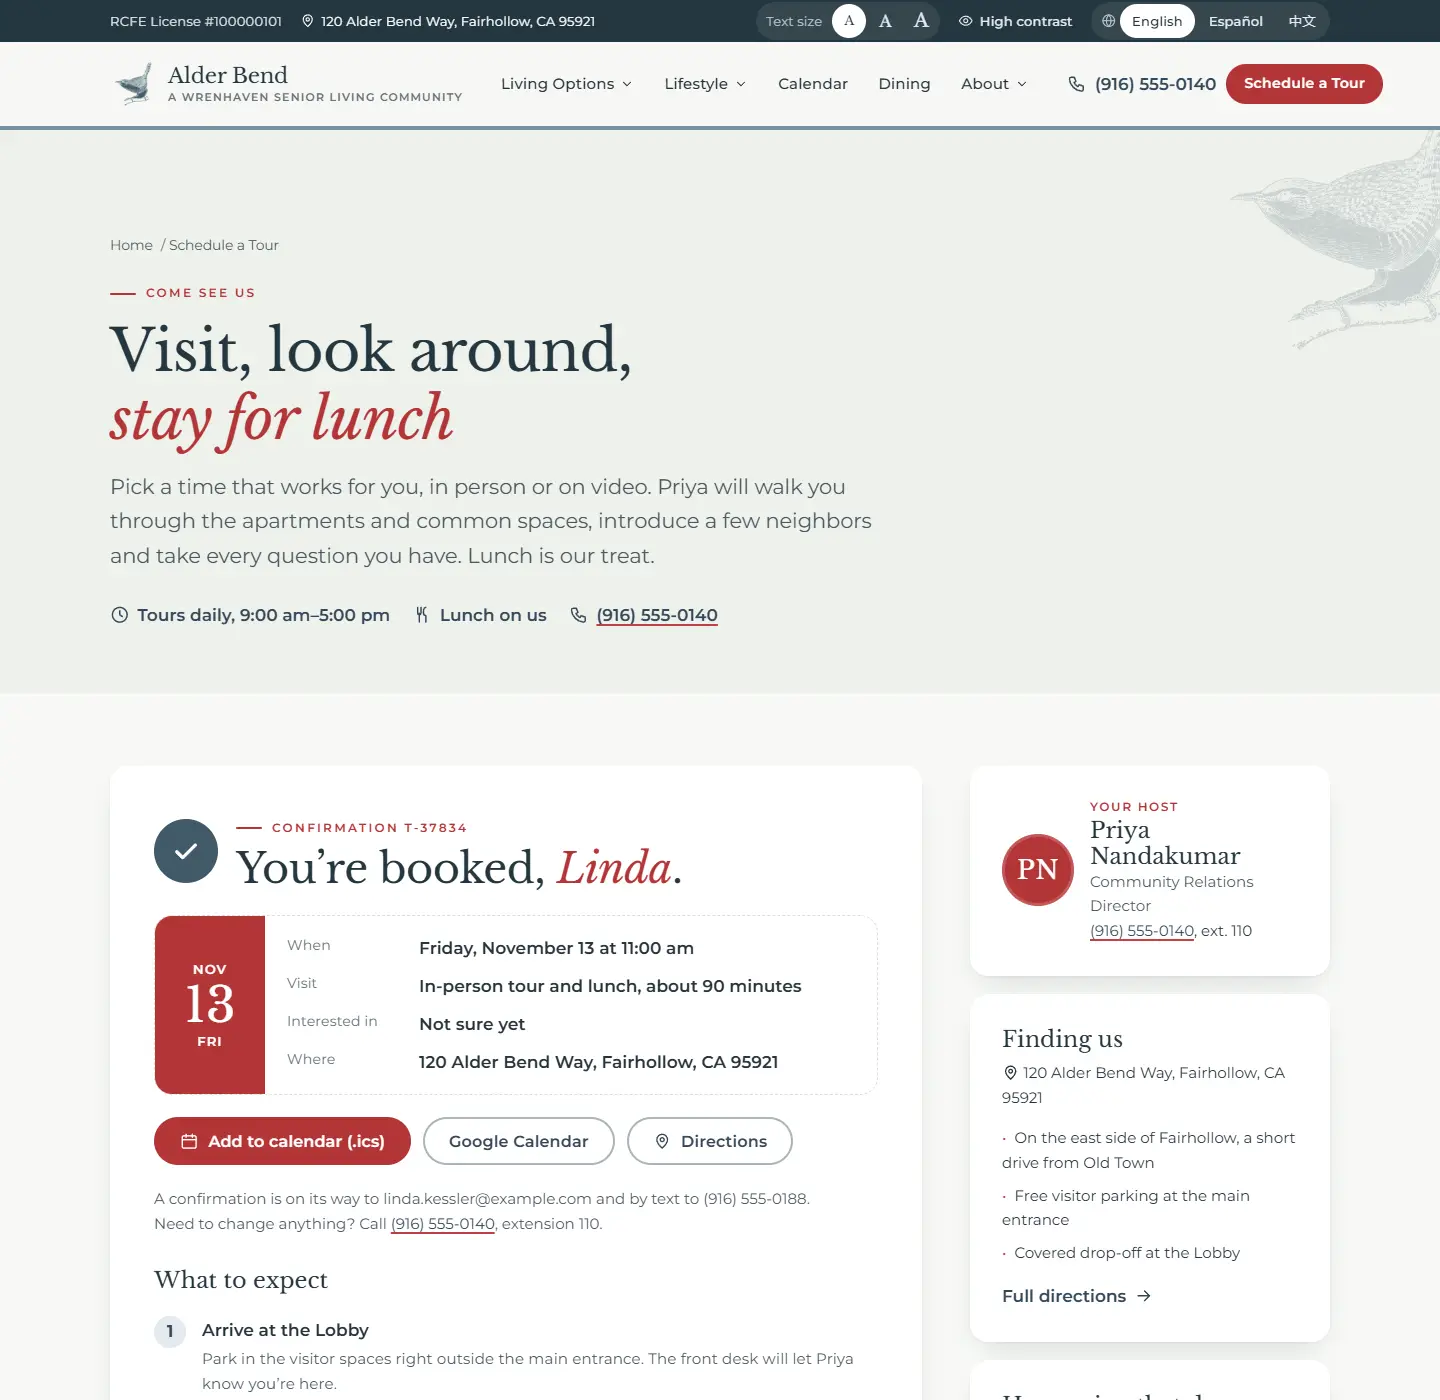 RCFE License #100000101
120 Alder Bend Way, Fairhollow, CA 95921
Text size A A A
High contrast
English Español 中文
Alder Bend
A WRENHAVEN SENIOR LIVING COMMUNITY
Living Options
Lifestyle
Calendar
Dining
About
(916) 555-0140
Schedule a Tour
Home / Schedule a Tour
COME SEE US
Visit, look around,
stay for lunch
Pick a time that works for you, in person or on video. Priya will walk you
through the apartments and common spaces, introduce a few neighbors
and take every question you have. Lunch is our treat.
Tours daily, 9:00 am–5:00 pm
Lunch on us
(916) 555-0140
CONFIRMATION T-37834
You’re booked, Linda.
NOV
13
FRI
When Friday, November 13 at 11:00 am
Visit In-person tour and lunch, about 90 minutes
Interested in Not sure yet
Where 120 Alder Bend Way, Fairhollow, CA 95921
Add to calendar (.ics)
Google Calendar
Directions
A confirmation is on its way to linda.kessler@example.com and by text to (916) 555-0188.
Need to change anything? Call (916) 555-0140, extension 110.
What to expect
1 Arrive at the Lobby
Park in the visitor spaces right outside the main entrance. The front desk will let Priya
know you’re here.
YOUR HOST
PN
Priya
Nandakumar
Community Relations
Director
(916) 555-0140, ext. 110
Finding us
120 Alder Bend Way, Fairhollow, CA
95921
· On the east side of Fairhollow, a short
drive from Old Town
· Free visitor parking at the main
entrance
· Covered drop-off at the Lobby
Full directions →